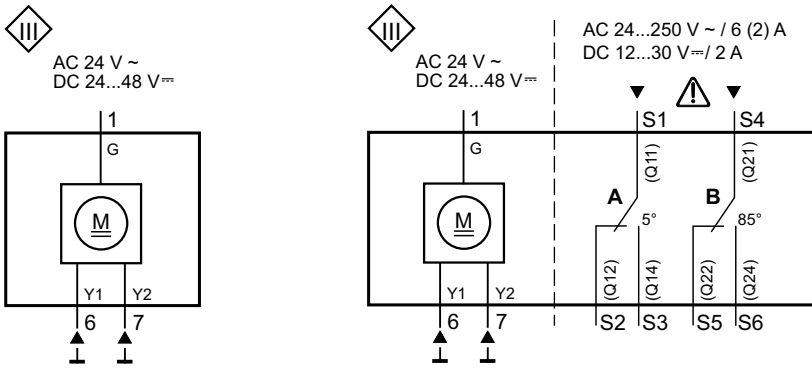 III
AC 24 V ~
DC 24...48 V⎓
1
G
M
Y1 Y2
6 7
III
AC 24 V ~
DC 24...48 V⎓
AC 24...250 V ~ / 6 (2) A
DC 12...30 V⎓/ 2 A
1
S1 S4
G
(Q11) (Q21)
M
A 5° B 85°
Y1 Y2
(Q12) (Q14) (Q22) (Q24)
6 7
S2 S3 S5 S6